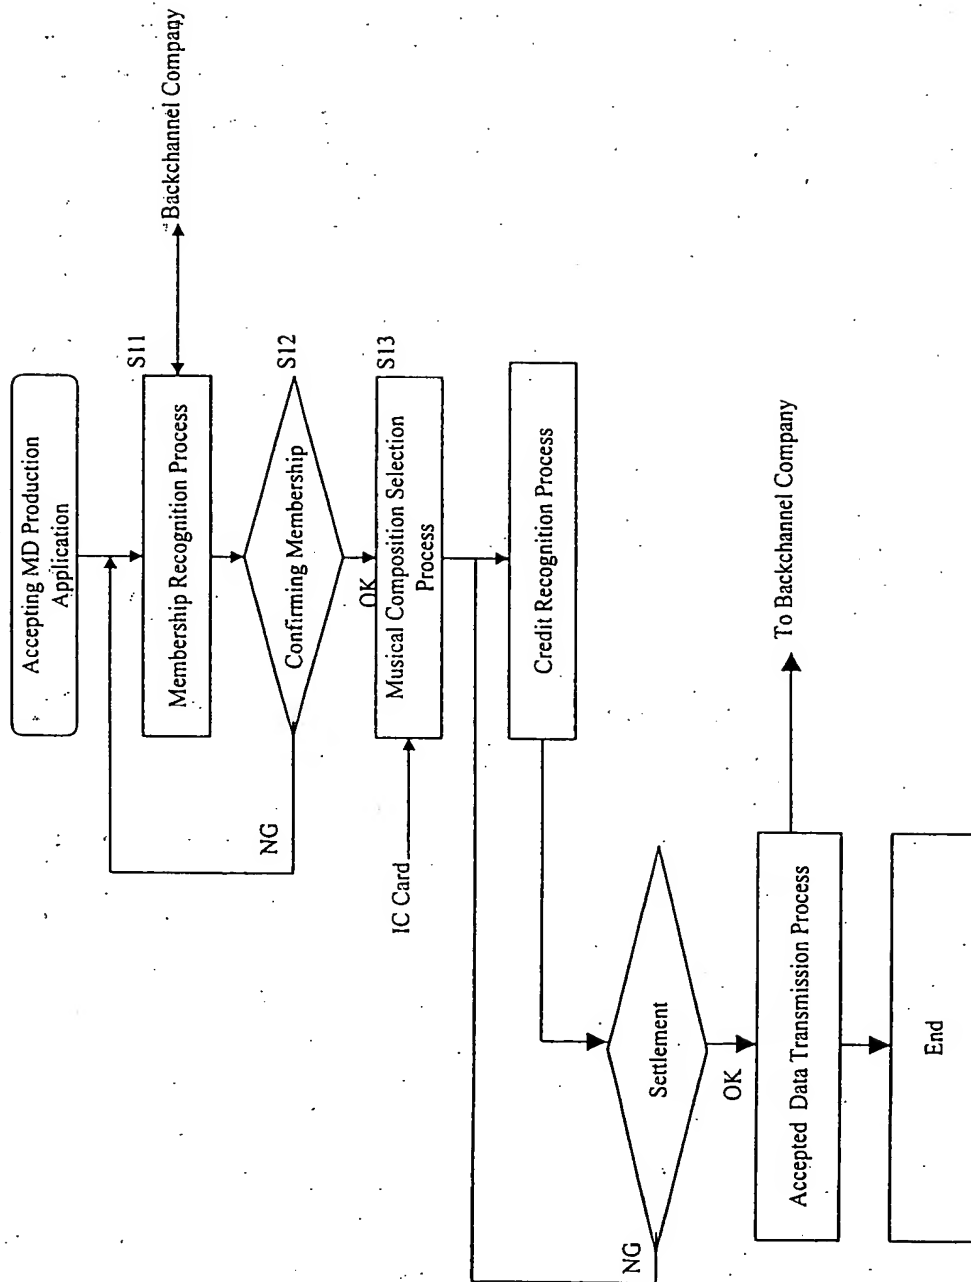 Accepting MD Production
Application
S11
Membership Recognition Process
Backchannel Company
S12
Confirming Membership
NG
OK
S13
Musical Composition Selection
Process
IC Card
Credit Recognition Process
Settlement
NG
OK
Accepted Data Transmission Process
To Backchannel Company
End